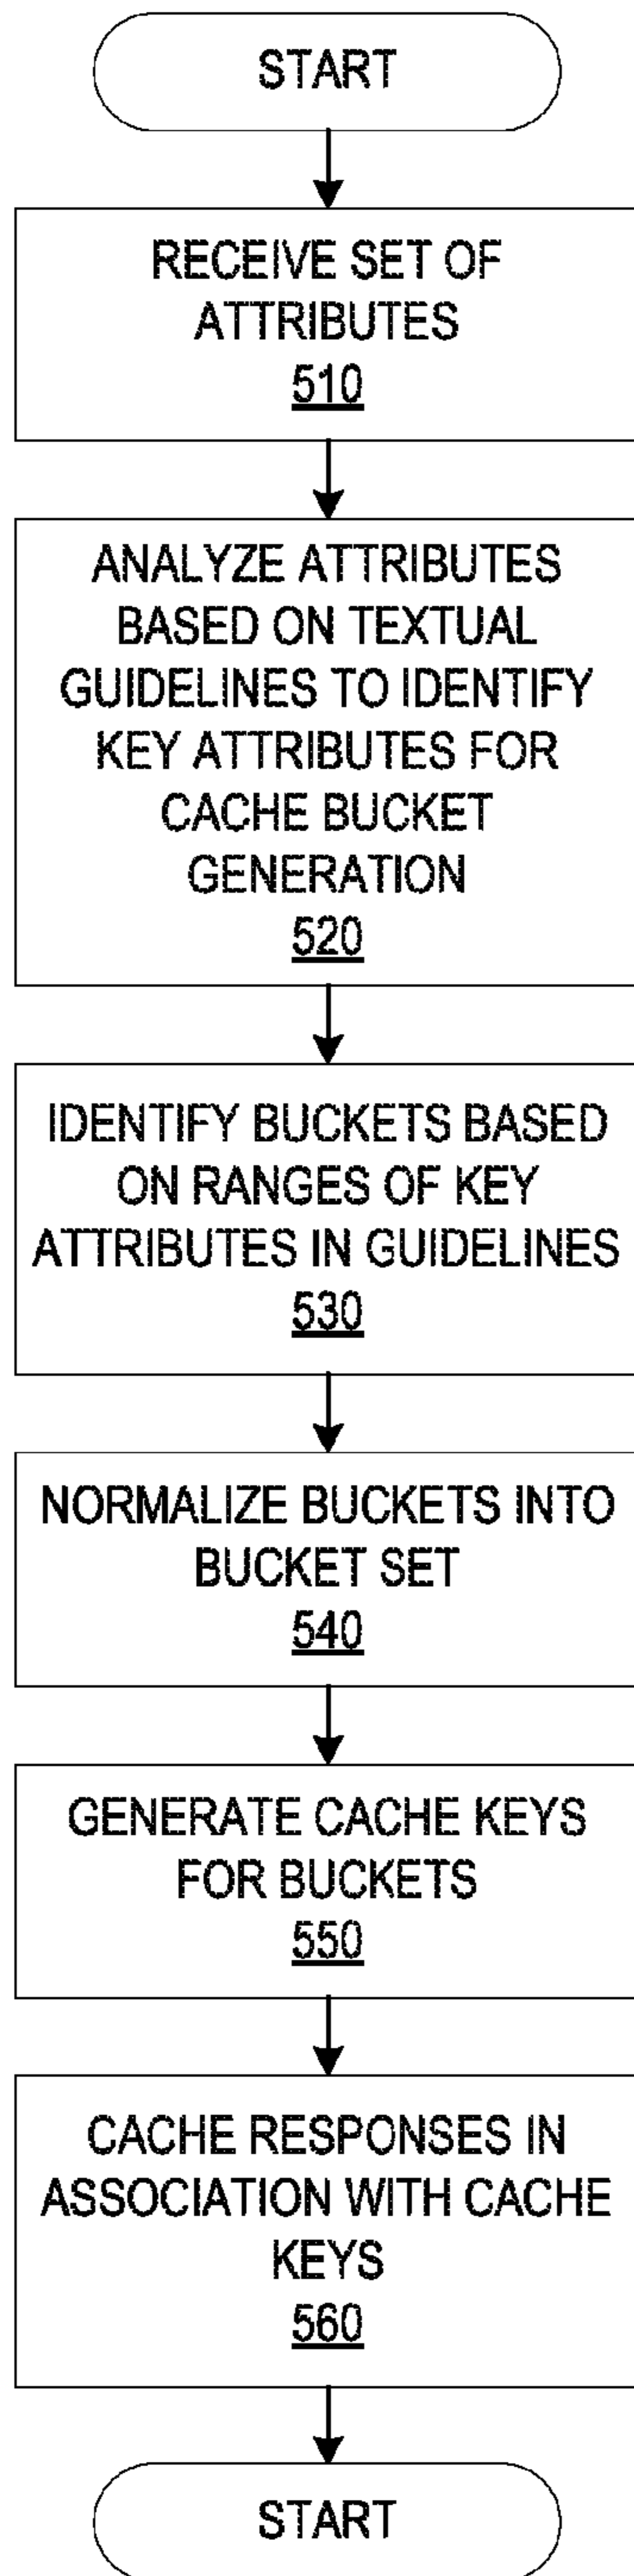 START
RECEIVE SET OF
ATTRIBUTES
510
ANALYZE ATTRIBUTES
BASED ON TEXTUAL
GUIDELINES TO IDENTIFY
KEY ATTRIBUTES FOR
CACHE BUCKET
GENERATION
520
IDENTIFY BUCKETS BASED
ON RANGES OF KEY
ATTRIBUTES IN GUIDELINES
530
NORMALIZE BUCKETS INTO
BUCKET SET
540
GENERATE CACHE KEYS
FOR BUCKETS
550
CACHE RESPONSES IN
ASSOCIATION WITH CACHE
KEYS
560
START